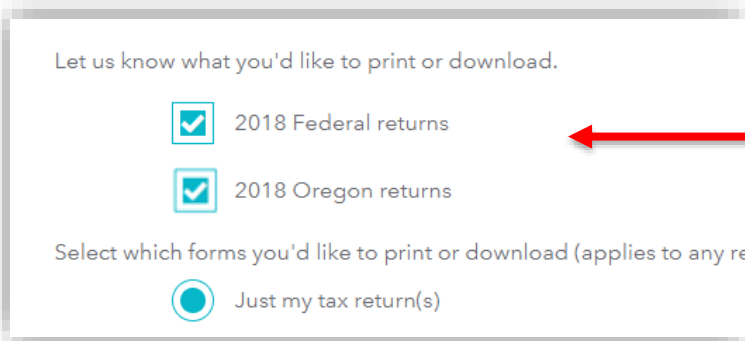 Let us know what you'd like to print or download.
2018 Federal returns
2018 Oregon returns
Select which forms you'd like to print or download (applies to any re
Just my tax return(s)